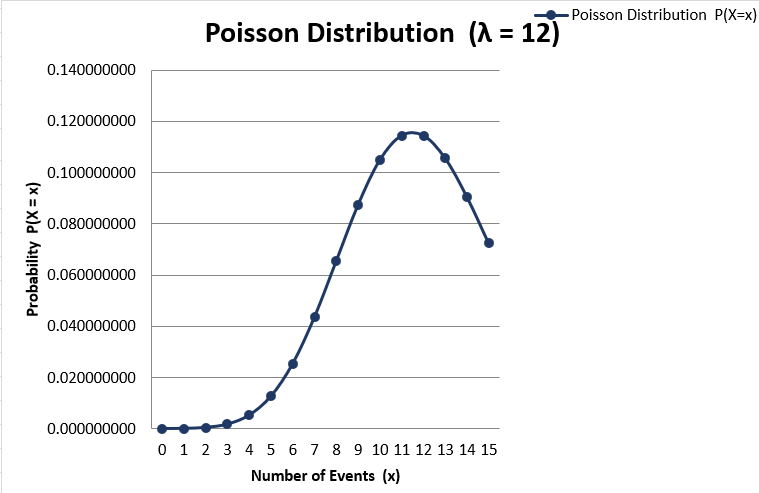 Poisson Distribution  (λ = 12)
Poisson Distribution  P(X=x)
0.140000000
0.120000000
0.100000000
0.080000000
0.060000000
0.040000000
0.020000000
0.000000000
Probability  P(X = x)
0 1 2 3 4 5 6 7 8 9 10 11 12 13 14 15
Number of Events  (x)